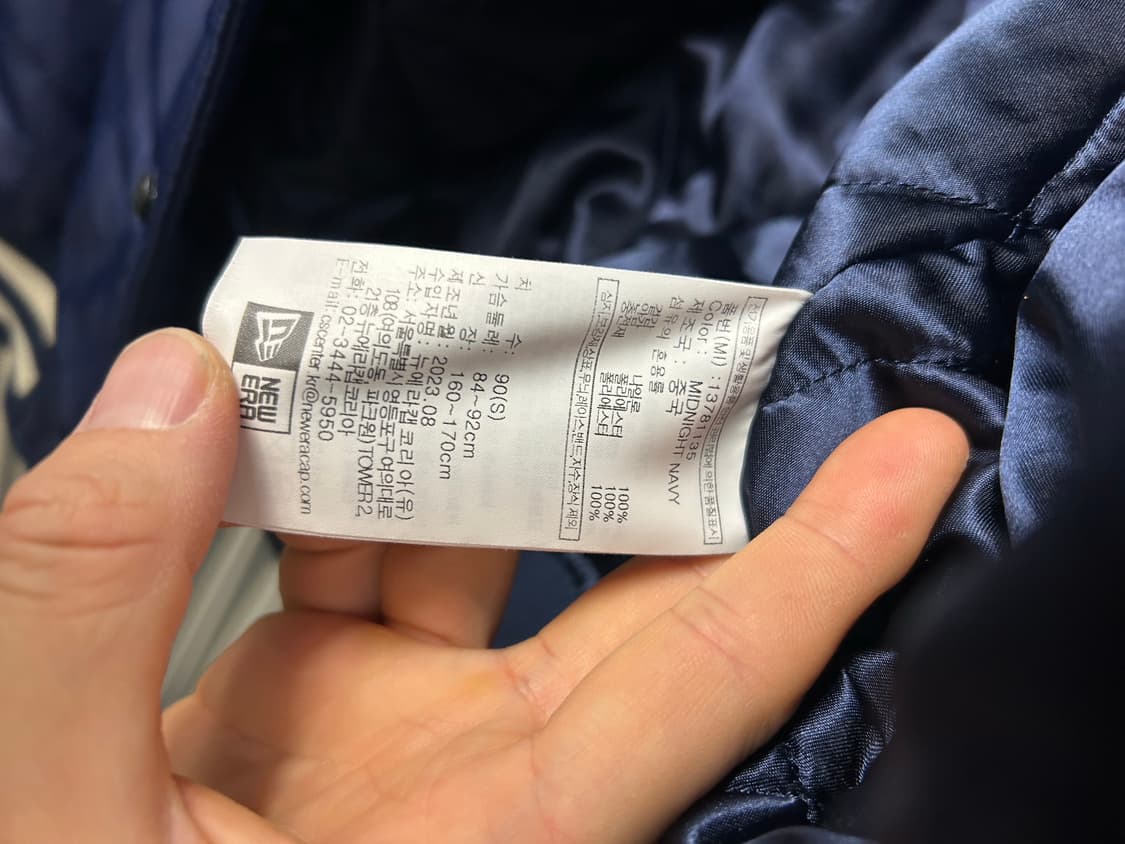 품번(M) : 13781135
Color : MIDNIGHT NAVY
제조국 : 중국
섬유의 혼용율
겉감 나일론 100%
안감 폴리에스터 100%
충전재 폴리에스터 100%
치 수 : 90(S)
가슴둘레 : 84~92cm
신 장 : 160~170cm
제조년월 : 2023.08
수입자명 : 뉴에라캡 코리아(유)
주소 : 서울특별시 영등포구 여의대로
108(여의도동, 파크원) TOWER2,
21층 뉴에라캡코리아
전화: 02-3444-5950
E-mail: kr@neweracap.com
NEW
ERA